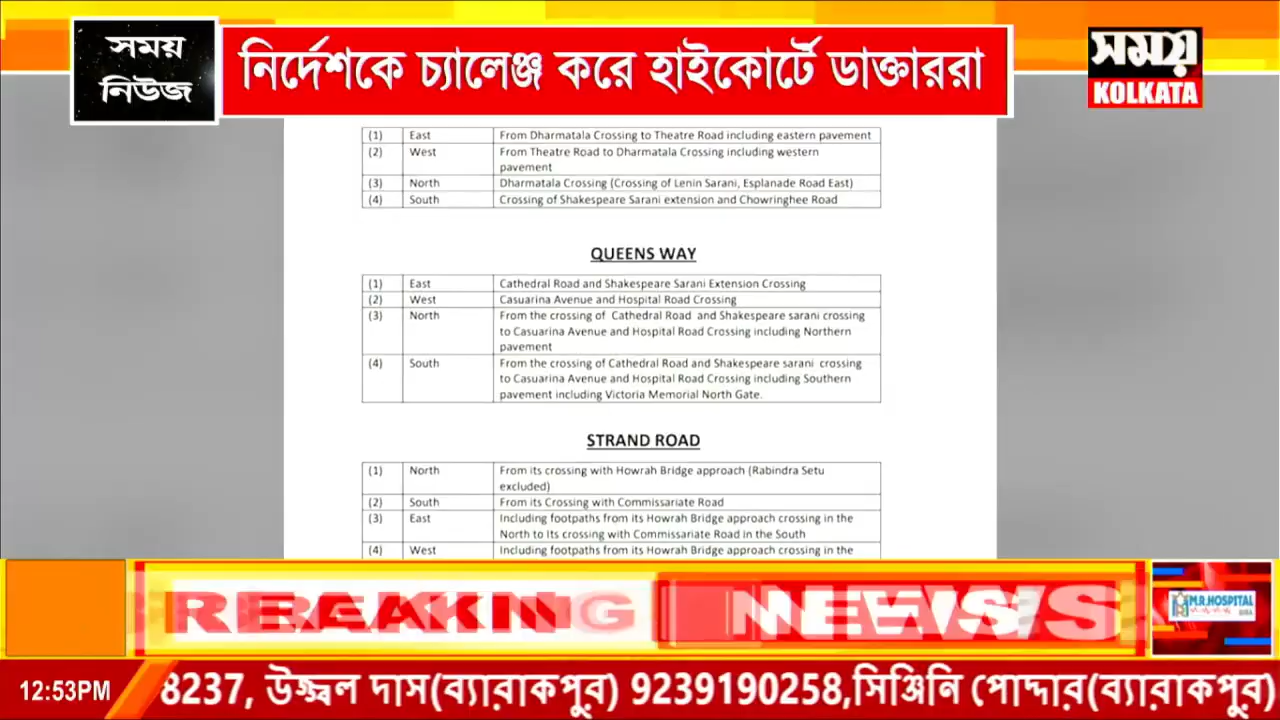 সময়
নিউজ
নির্দেশকে চ্যালেঞ্জ করে হাইকোর্টে ডাক্তাররা
সময়
KOLKATA
(1) East From Dharmatala Crossing to Theatre Road including eastern pavement
(2) West From Theatre Road to Dharmatala Crossing including western
pavement
(3) North Dharmatala Crossing (Crossing of Lenin Sarani, Esplanade Road East)
(4) South Crossing of Shakespeare Sarani extension and Chowringhee Road
QUEENS WAY
(1) East Cathedral Road and Shakespeare Sarani Extension Crossing
(2) West Casuarina Avenue and Hospital Road Crossing
(3) North From the crossing of Cathedral Road and Shakespeare sarani crossing
to Casuarina Avenue and Hospital Road Crossing including Northern
pavement
(4) South From the crossing of Cathedral Road and Shakespeare sarani crossing
to Casuarina Avenue and Hospital Road Crossing including Southern
pavement including Victoria Memorial North Gate.
STRAND ROAD
(1) North From its crossing with Howrah Bridge approach (Rabindra Setu
excluded)
(2) South From its Crossing with Commissariate Road
(3) East Including footpaths from its Howrah Bridge approach crossing in the
North to Its crossing with Commissariate Road in the South
(4) West Including footpaths from its Howrah Bridge approach crossing in the
BREAKING NEWS
M.R.HOSPITAL
12:53PM
8237, উজ্জ্বল দাস(ব্যারাকপুর) 9239190258,সিঞ্জিনি পোদ্দার(ব্যারাকপুর)